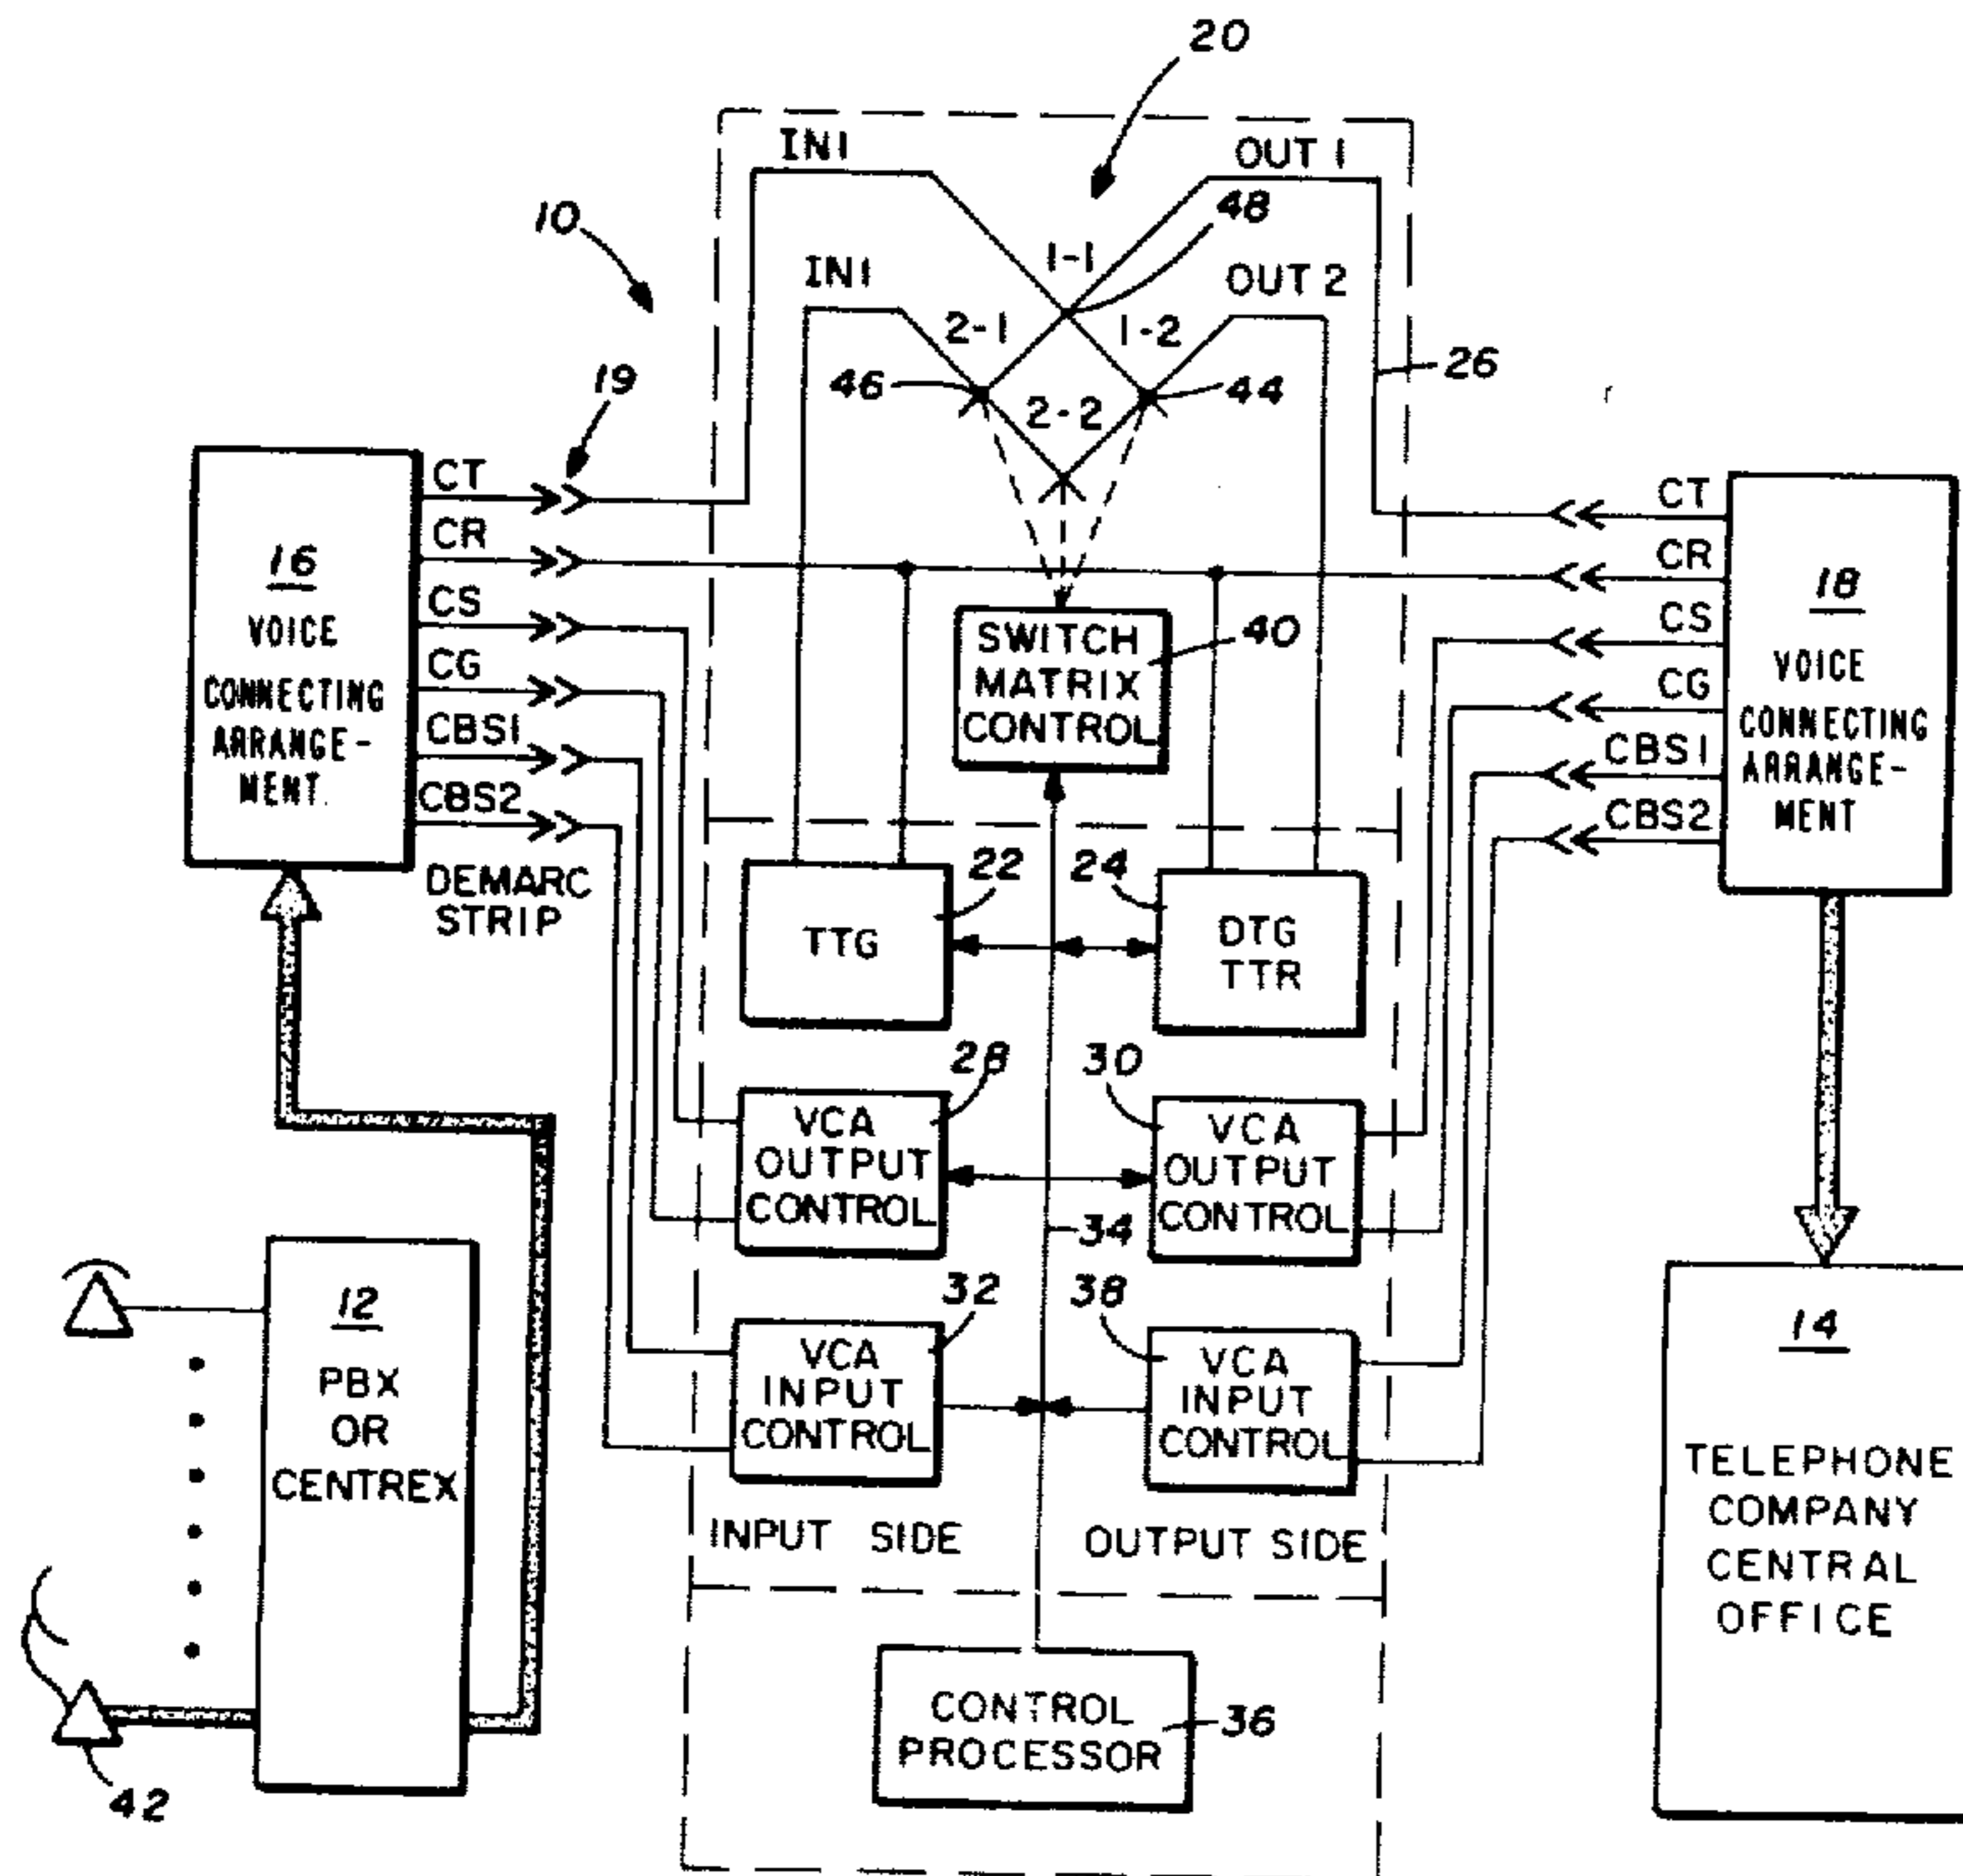 20
IN1
OUT 1
10
48
1-1
IN1
OUT 2
2-1
1-2
26
46
2-2
44
19
CT
CR
CS
CG
CBS1
CBS2
16
VOICE
CONNECTING
ARRANGE-
MENT
DEMARC
STRIP
SWITCH
MATRIX
CONTROL
40
CT
CR
CS
CG
CBS1
CBS2
18
VOICE
CONNECTING
ARRANGE-
MENT
22
24
TTG
DTG
TTR
28
30
VCA
OUTPUT
CONTROL
VCA
OUTPUT
CONTROL
34
32
38
VCA
INPUT
CONTROL
VCA
INPUT
CONTROL
12
PBX
OR
CENTREX
42
14
TELEPHONE
COMPANY
CENTRAL
OFFICE
INPUT SIDE
OUTPUT SIDE
CONTROL
PROCESSOR
36